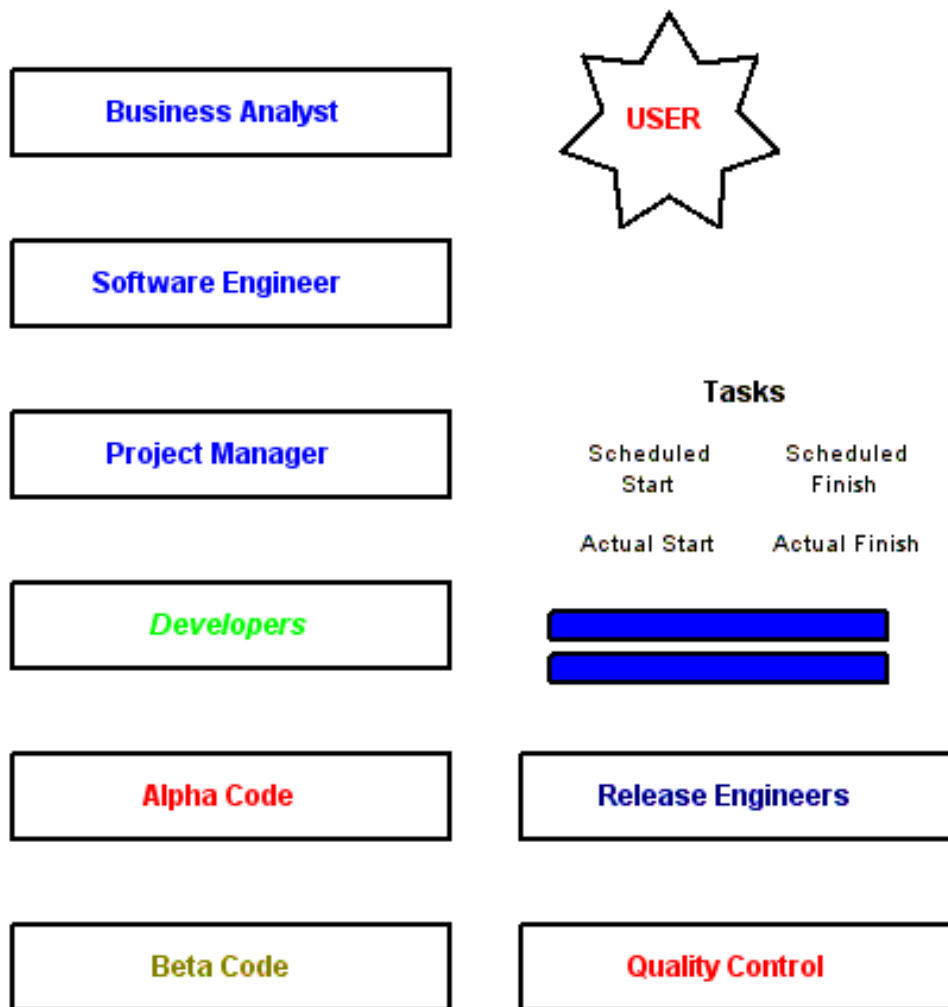 Business Analyst
USER
Software Engineer
Tasks
Project Manager
Scheduled
Start
Scheduled
Finish
Actual Start
Actual Finish
Developers
Alpha Code
Release Engineers
Beta Code
Quality Control